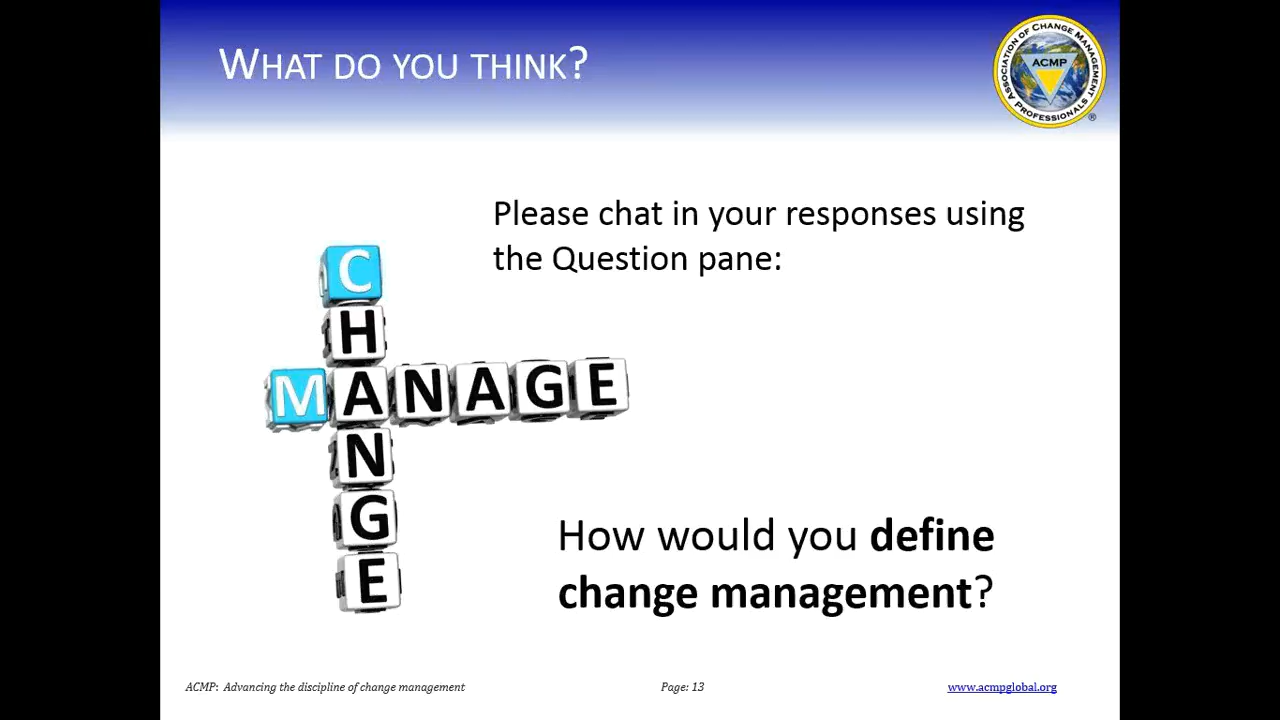 WHAT DO YOU THINK?
ASSOCIATION OF CHANGE MANAGEMENT
ACMP
PROFESSIONALS
®
Please chat in your responses using
the Question pane:
CHANGE
MANAGE
How would you define
change management?
ACMP: Advancing the discipline of change management
Page: 13
www.acmpglobal.org